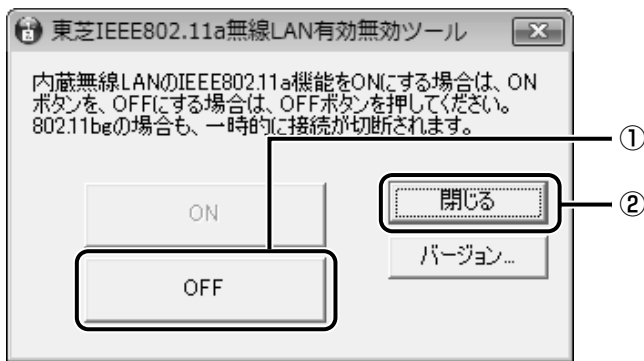 東芝IEEE802.11a無線LAN有効無効ツール
内蔵無線LANのIEEE802.11a機能をONにする場合は、ON
ボタンを、OFFにする場合は、OFFボタンを押してください。
802.11bgの場合も、一時的に接続が切断されます。
①
ON
閉じる
②
バージョン...
OFF